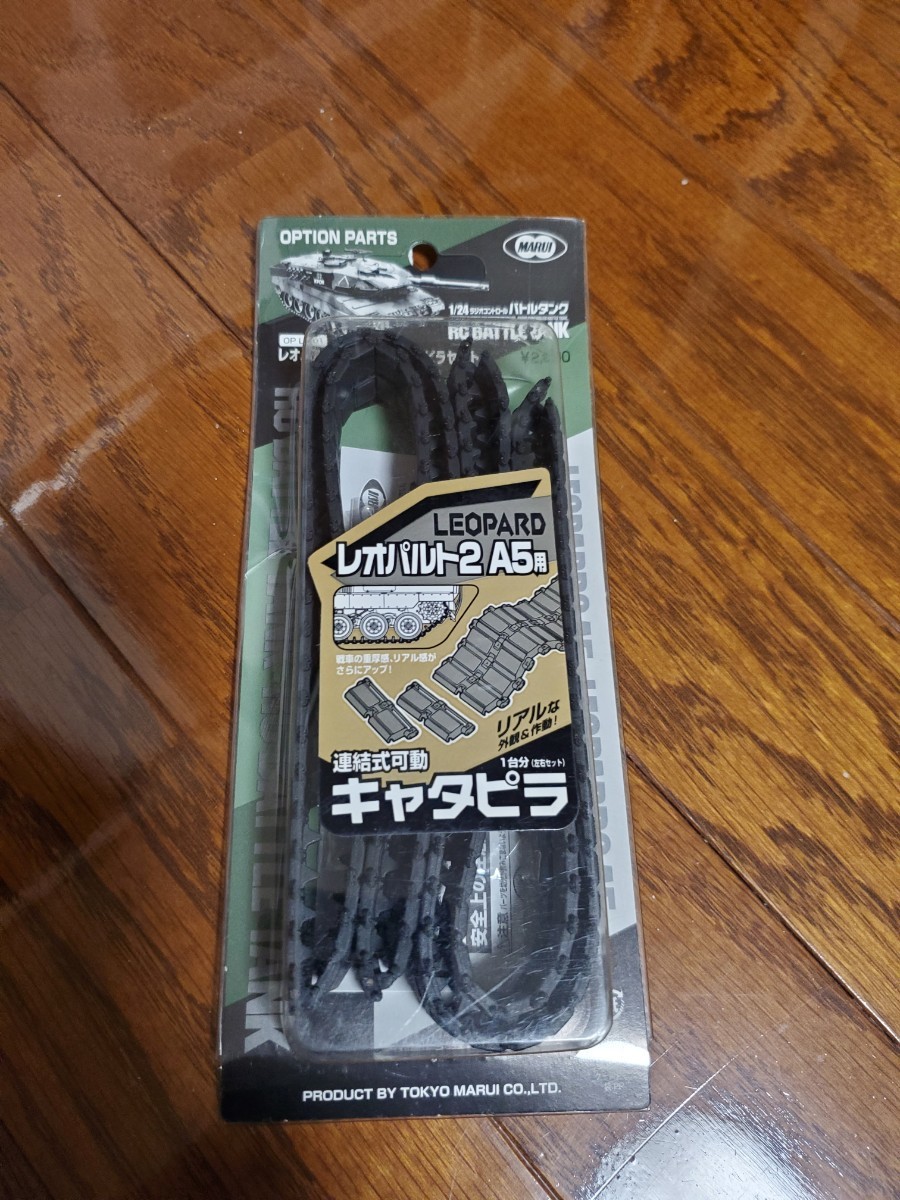 OPTION PARTS
MARUI
1/24 ラジオコントロール バトルタンク
RC BATTLE TANK
MARUI
LEOPARD
レオパルト2 A5用
戦車の重厚感、リアル感が
さらにアップ!
リアルな
外観&作動!
連結式可動
1台分(左右セット)
キャタピラ
安全上の
注意
PRODUCT BY TOKYO MARUI CO.,LTD.